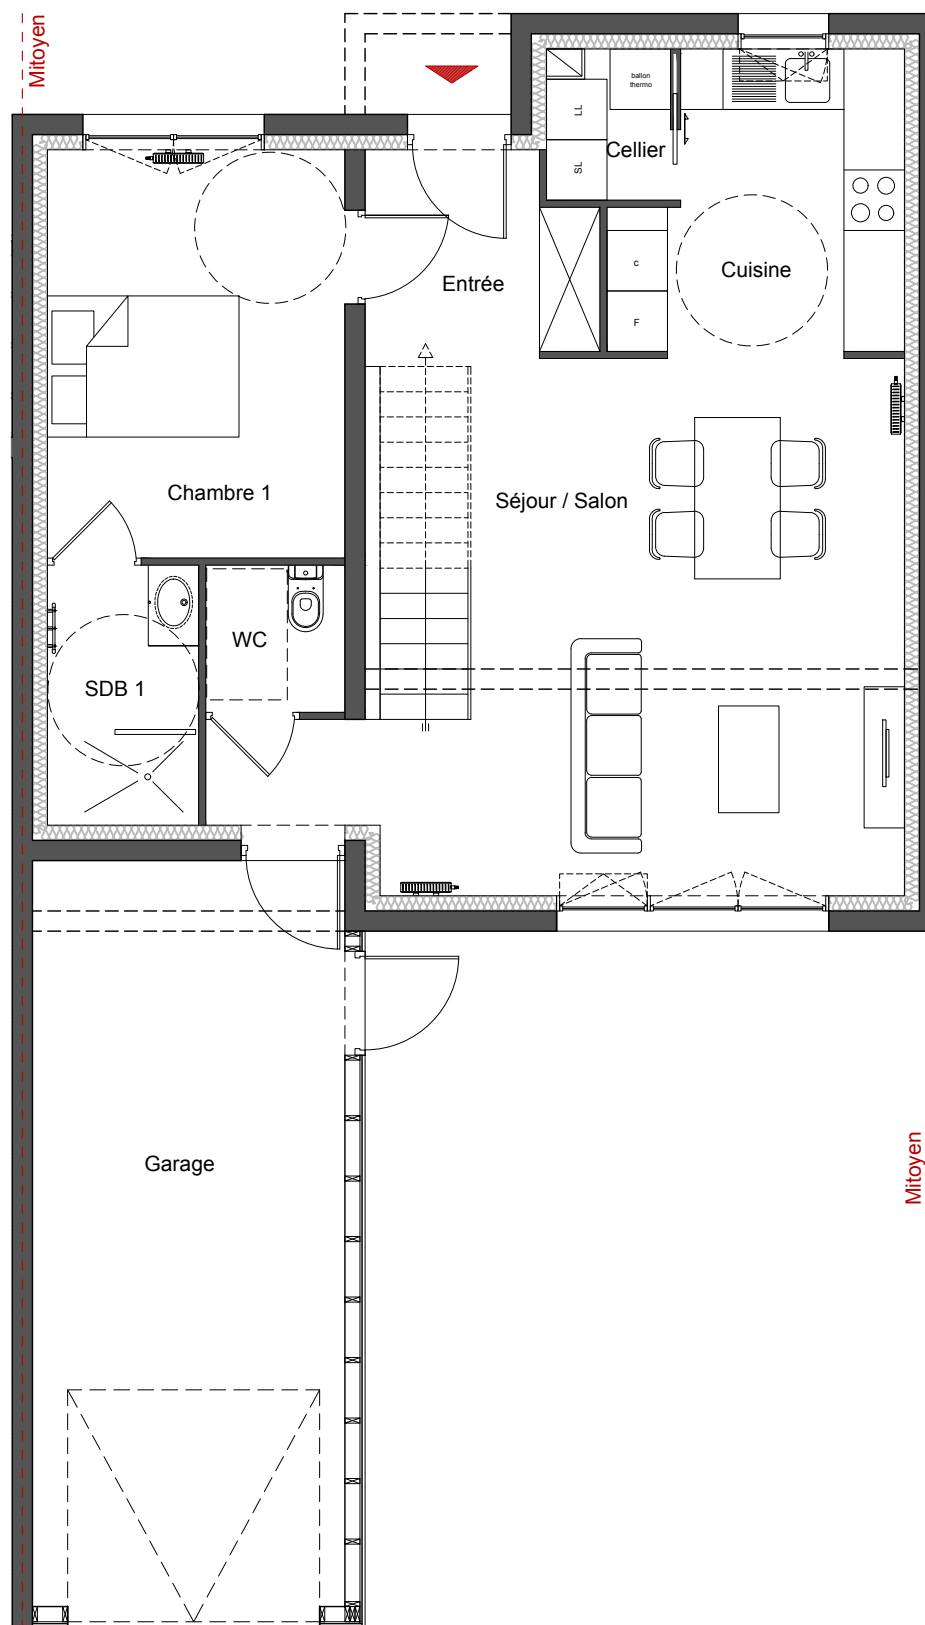 Mitoyen
ballon
thermo
LL
Cellier
SL
Cuisine
C
Entrée
F
Chambre 1
Séjour / Salon
WC
SDB 1
Garage
Mitoyen